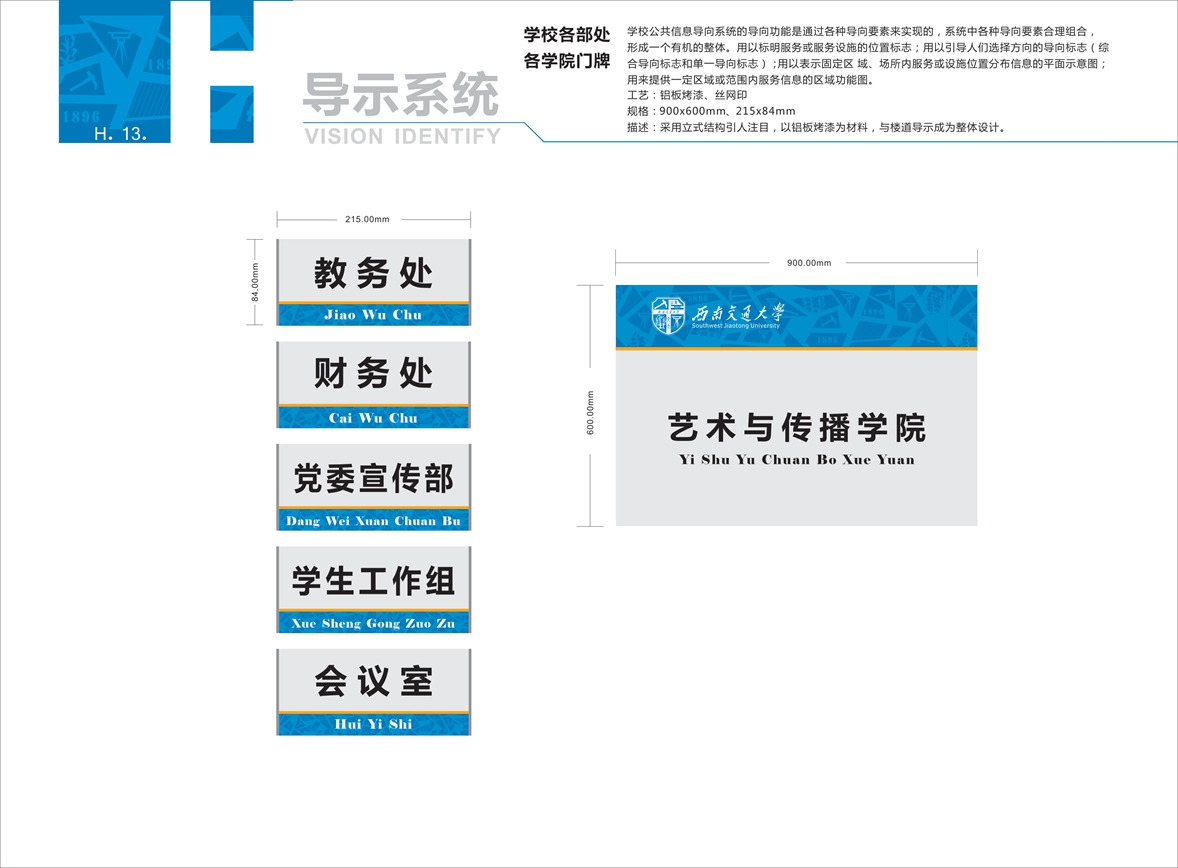 1896
189
H. 13.
导示系统
VISION IDENTIFY
学校各部处
各学院门牌
学校公共信息导向系统的导向功能是通过各种导向要素来实现的，系统中各种导向要素合理组合，
形成一个有机的整体。用以标明服务或服务设施的位置标志；用以引导人们选择方向的导向标志（综
合导向标志和单一导向标志）;用以表示固定区 域、场所内服务或设施位置分布信息的平面示意图；
用来提供一定区域或范围内服务信息的区域功能图。
工艺：铝板烤漆、丝网印
规格：900x600mm、215x84mm
描述：采用立式结构引人注目，以铝板烤漆为材料，与楼道导示成为整体设计。
215.00mm
84.00mm
教务处
Jiao Wu Chu
财务处
Cai Wu Chu
党委宣传部
Dang Wei Xuan Chuan Bu
学生工作组
Xue Sheng Gong Zuo Zu
会议室
Hui Yi Shi
900.00mm
600.00mm
西南交通大学
Southwest Jiaotong University
艺术与传播学院
Yi Shu Yu Chuan Bo Xue Yuan